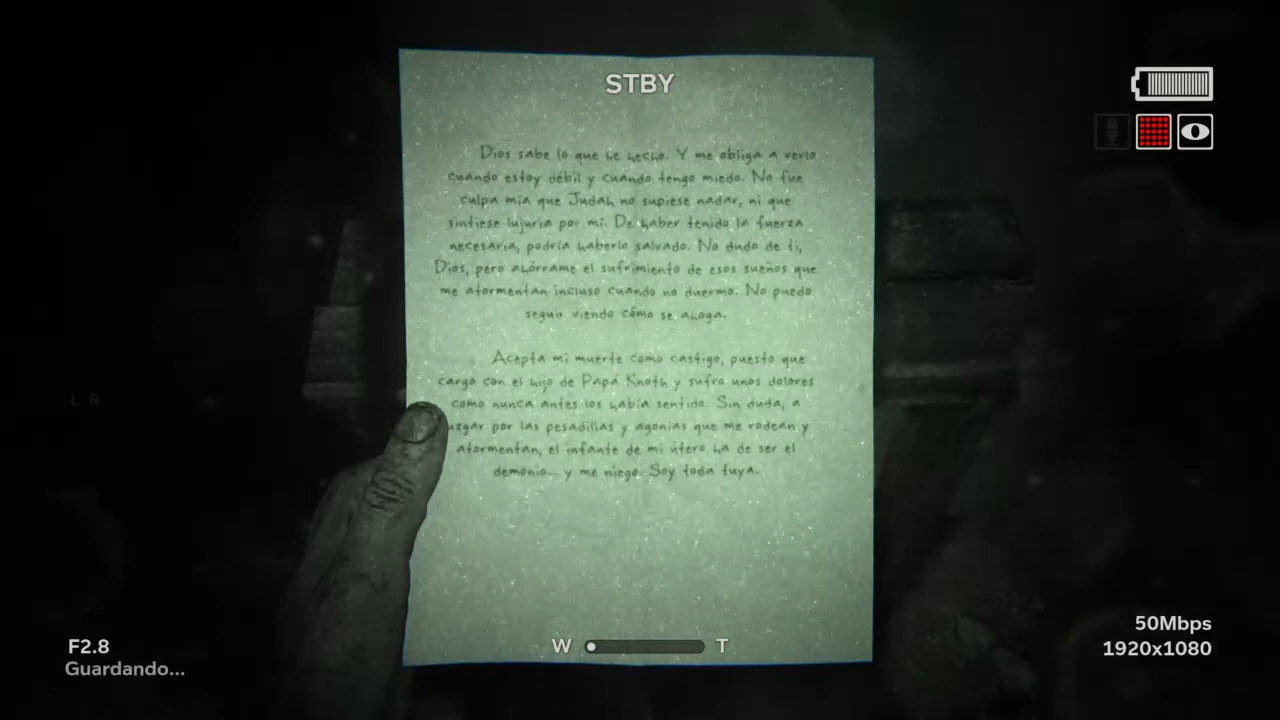 STBY
Dios sabe lo que he hecho. Y me obliga a verlo
cuando estoy débil y cuando tengo miedo. No fue
culpa mía que Judah no supiese nadar, ni que
sintiese lujuria por mí. De haber tenido la fuerza
necesaria, podría haberlo salvado. No dudo de ti,
Dios, pero ahórrame el sufrimiento de esos sueños que
me atormentan incluso cuando no duermo. No puedo
seguir viendo cómo se ahoga.
Acepta mi muerte como castigo, puesto que
cargo con el hijo de Papá Knoth y sufro unos dolores
como nunca antes los había sentido. Sin duda, a
uzgar por las pesadillas y agonías que me rodean y
atormentan, el infante de mi útero ha de ser el
demonio... y me niego. Soy toda tuya.
L R
F2.8
Guardando...
W T
50Mbps
1920x1080